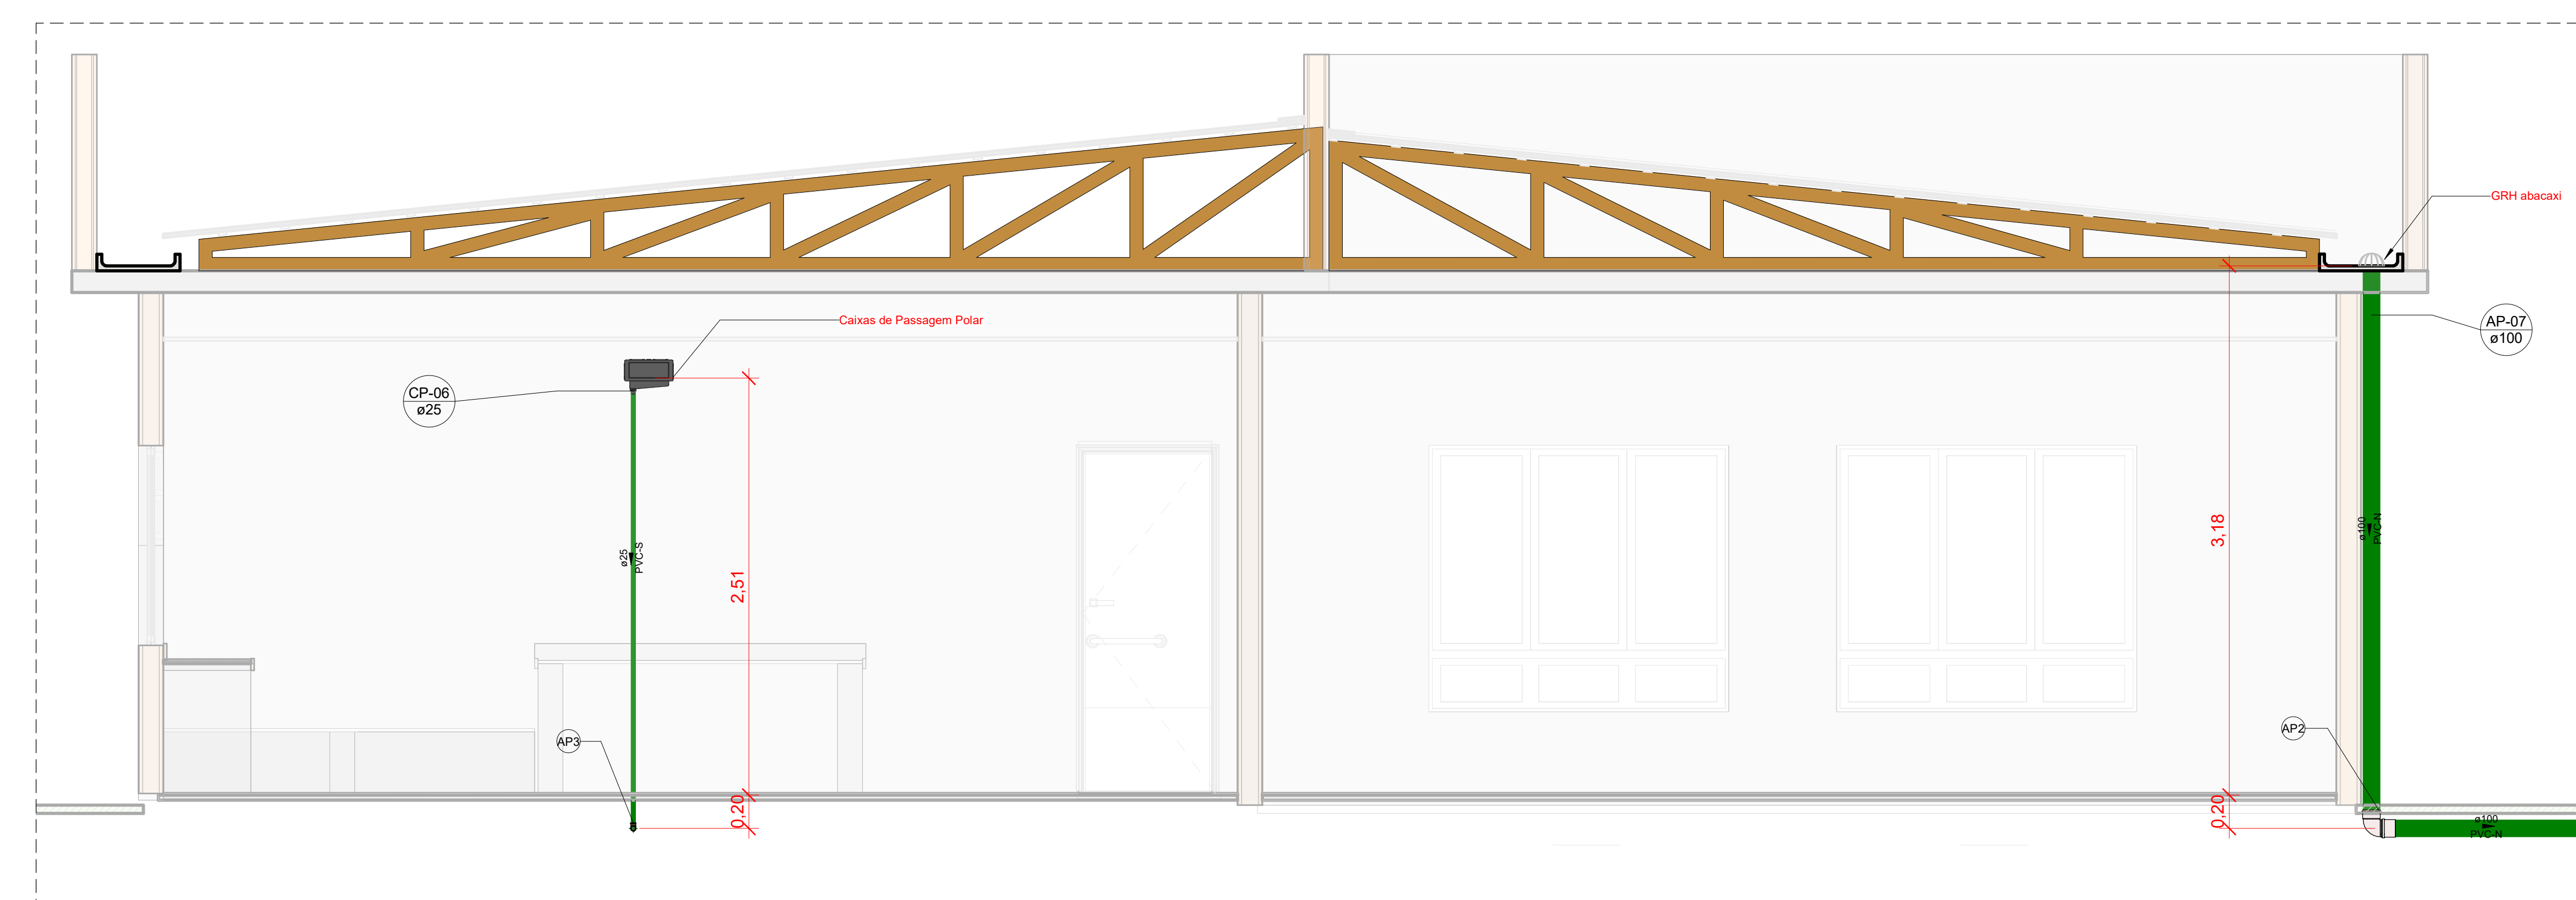 GRH abacaxi
Caixas de Passagem Polar
AP-07
ø100
CP-06
ø25
ø25
PVC-S
2,51
3,18
ø100
PVC-N
AP3
AP2
0,20
0,20
ø100
PVC-N